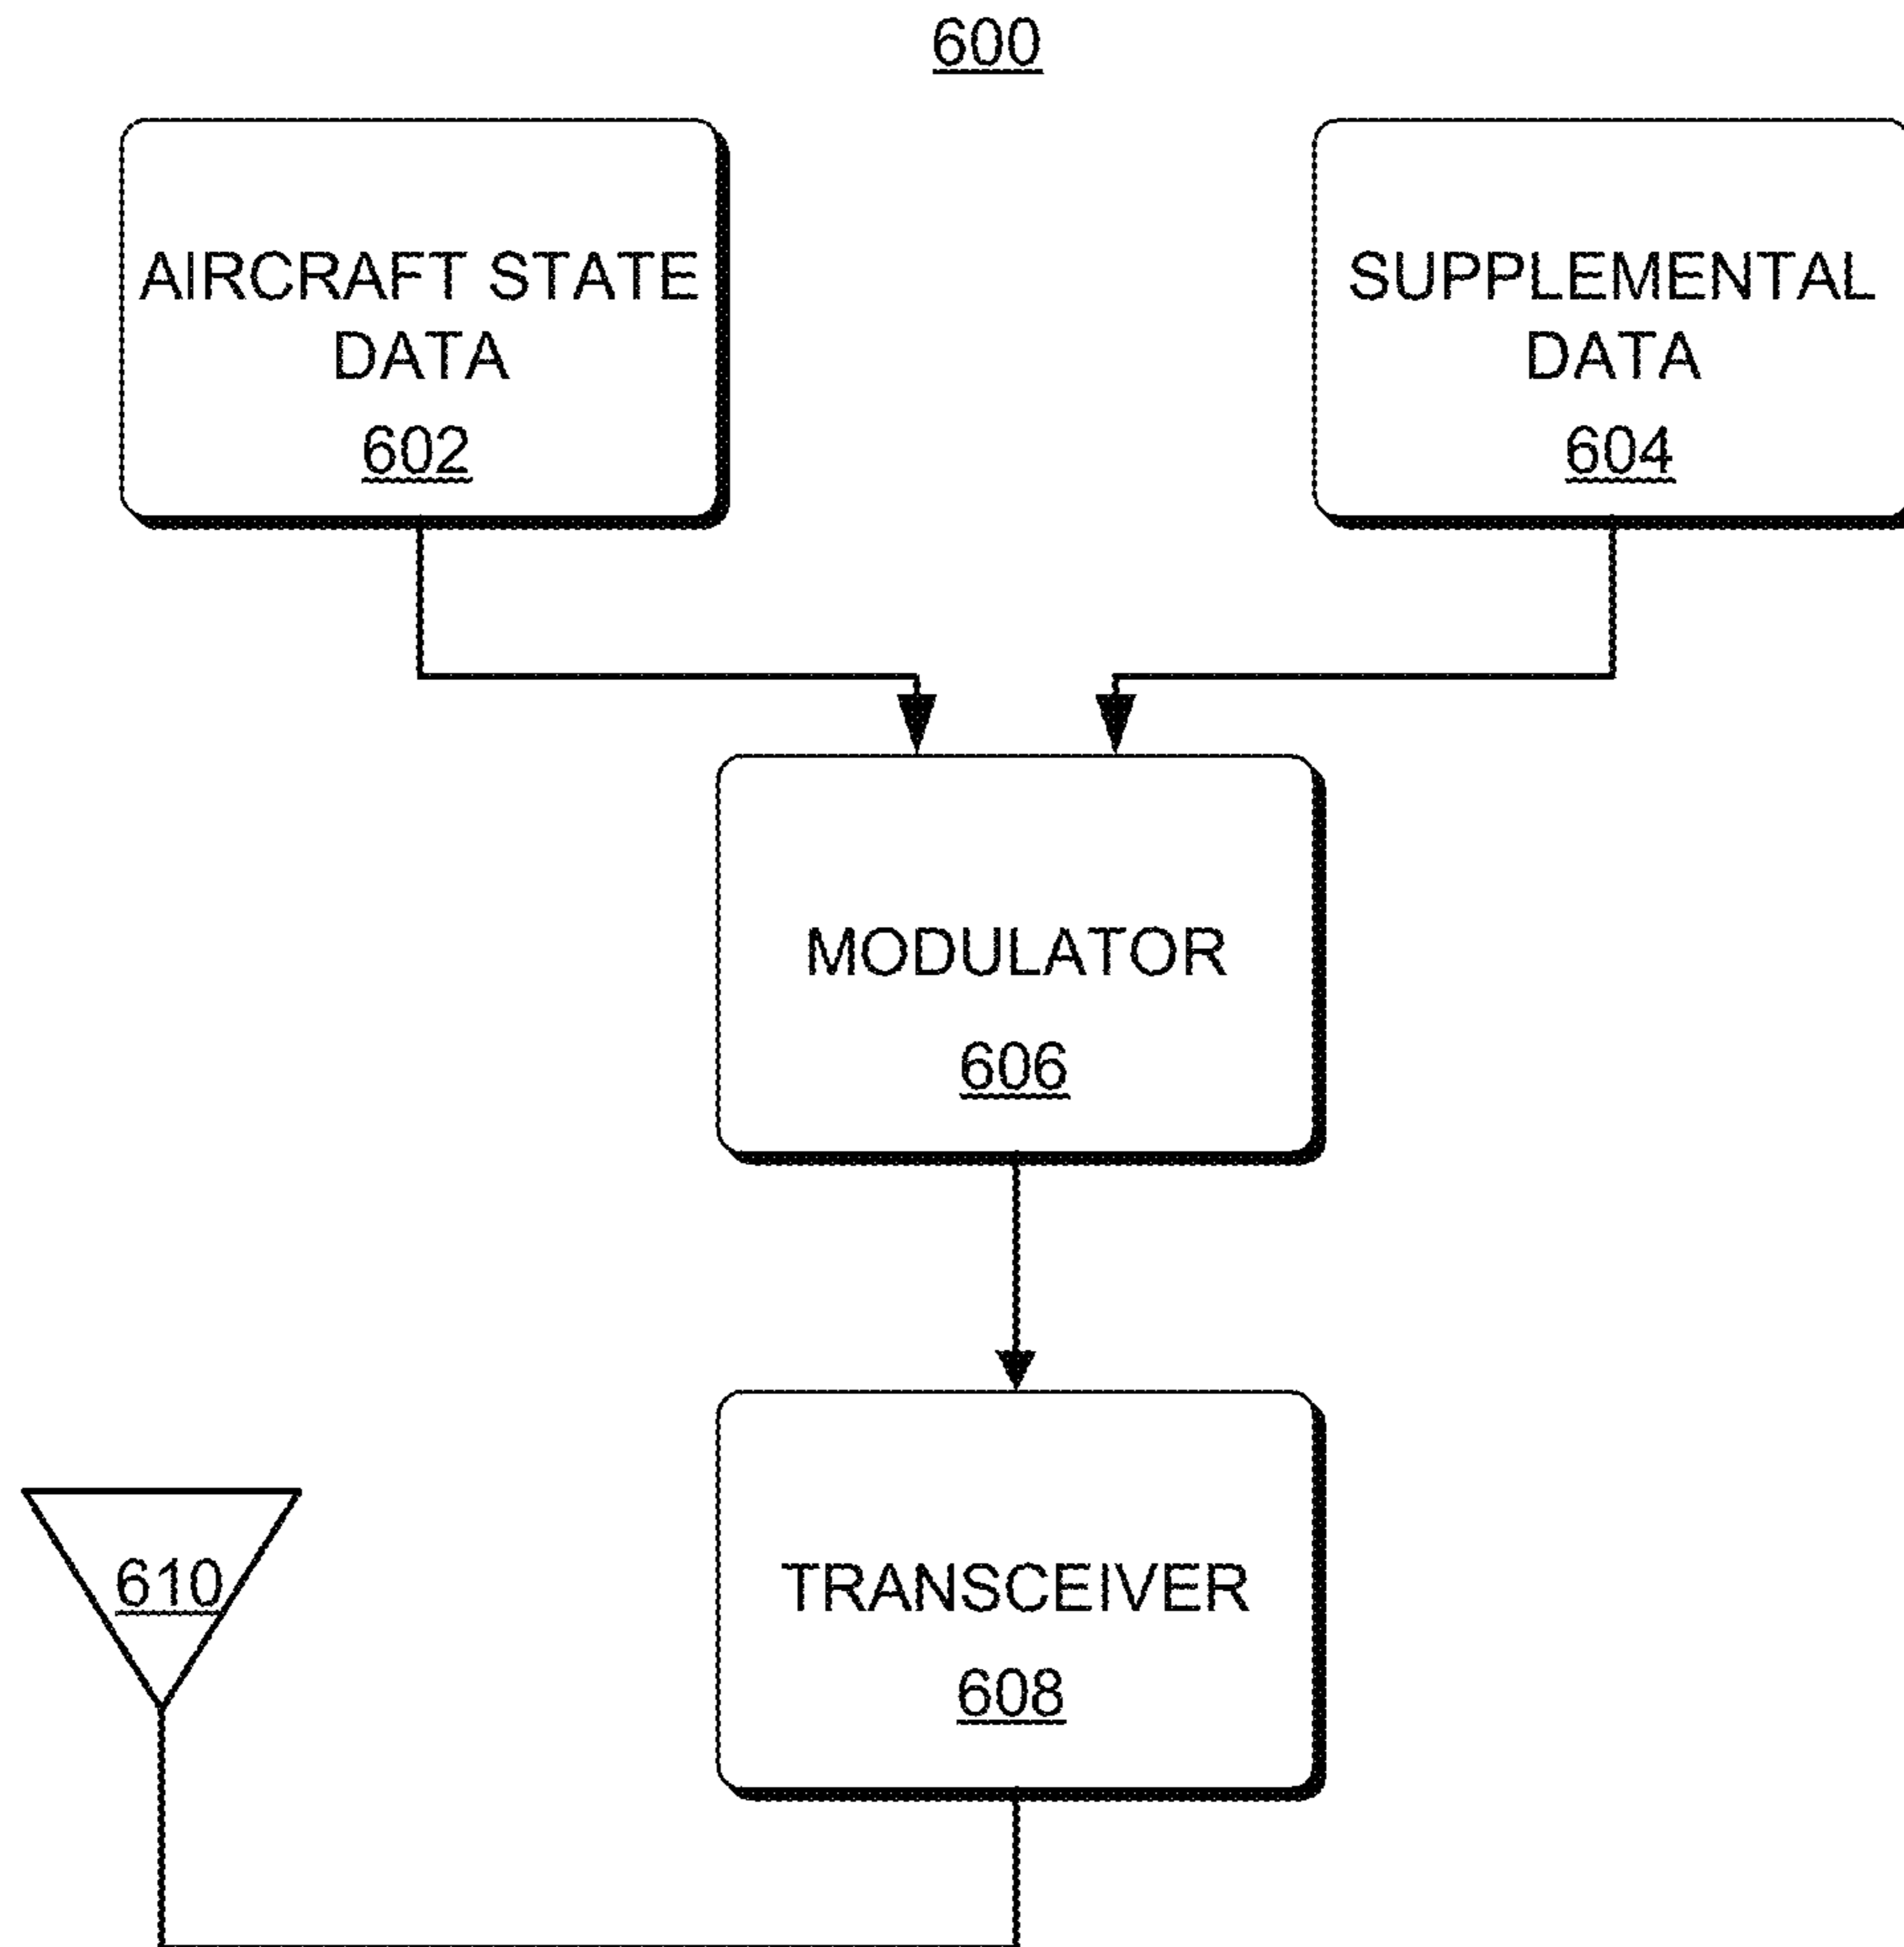 600
AIRCRAFT STATE
DATA
602
SUPPLEMENTAL
DATA
604
MODULATOR
606
TRANSCEIVER
608
610